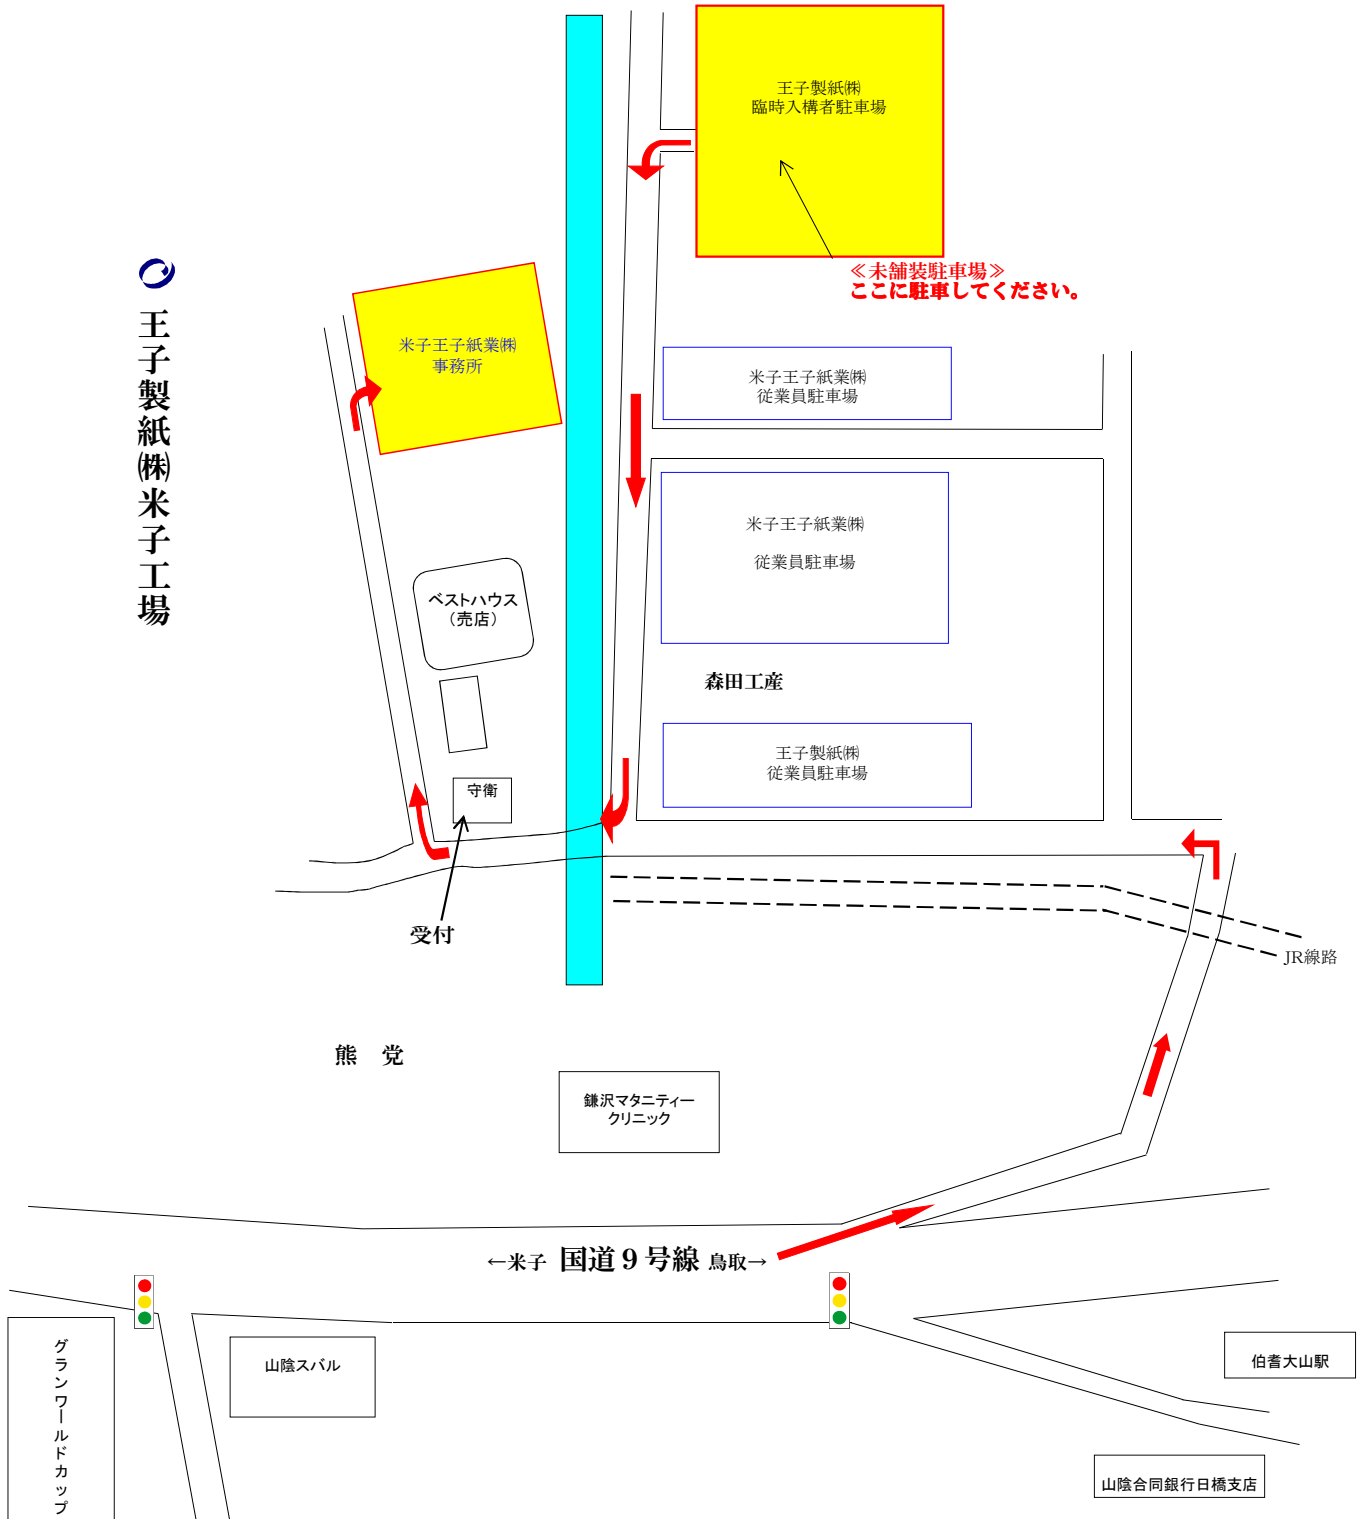 王子製紙㈱
臨時入構者駐車場
≪未舗装駐車場≫
ここに駐車してください。
王子製紙㈱米子工場
米子王子紙業㈱
事務所
米子王子紙業㈱
従業員駐車場
米子王子紙業㈱
従業員駐車場
ベストハウス
（売店）
森田工産
王子製紙㈱
従業員駐車場
守衛
受付
JR線路
熊　党
鎌沢マタニティー
クリニック
←米子 国道９号線 鳥取→
グランワールドカップ
山陰スバル
伯耆大山駅
山陰合同銀行日橋支店